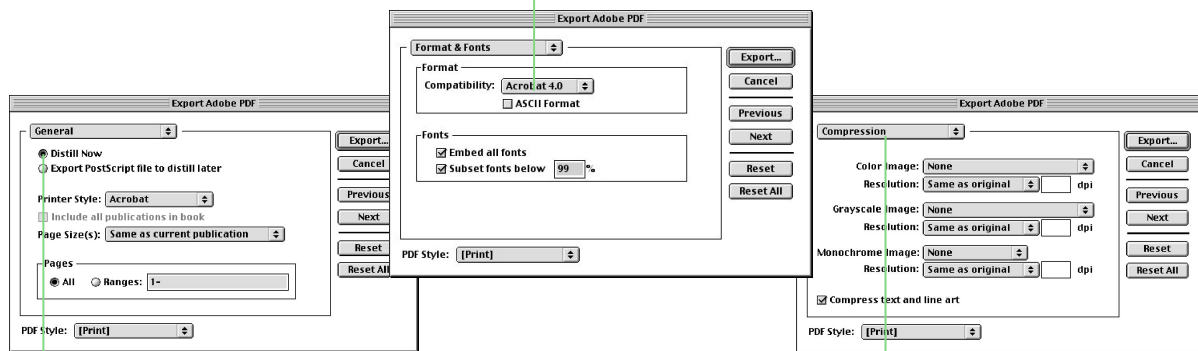 Export Adobe PDF
General
Distill Now
Export PostScript file to distill later
Printer Style: Acrobat
Include all publications in book
Page Size(s): Same as current publication
Pages
All Ranges: 1-
PDF Style: [Print]
Export...
Cancel
Previous
Next
Reset
Reset All
Export Adobe PDF
Format & Fonts
Format
Compatibility: Acrobat 4.0
ASCII Format
Fonts
Embed all fonts
Subset fonts below 99 %
PDF Style: [Print]
Export...
Cancel
Previous
Next
Reset
Reset All
Export Adobe PDF
Compression
Color Image: None
Resolution: Same as original dpi
Grayscale Image: None
Resolution: Same as original dpi
Monochrome Image: None
Resolution: Same as original dpi
Compress text and line art
PDF Style: [Print]
Export...
Cancel
Previous
Next
Reset
Reset All